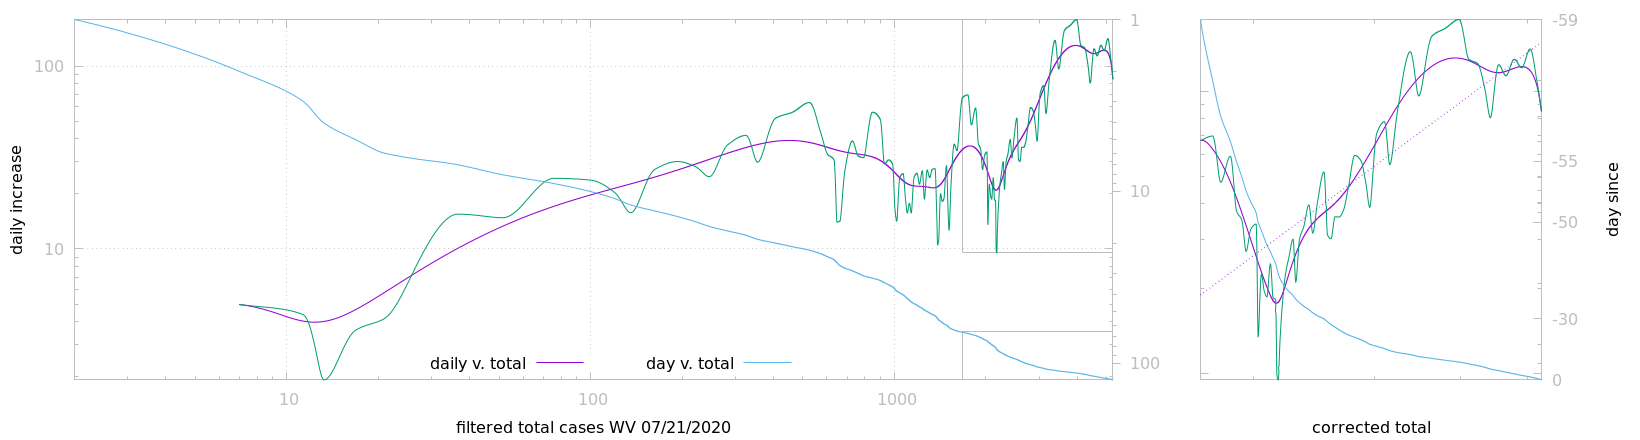 100
10
daily increase
daily v. total
day v. total
10
100
1000
filtered total cases WV 07/21/2020
1
10
100
-59
-55
-50
-30
0
day since
corrected total